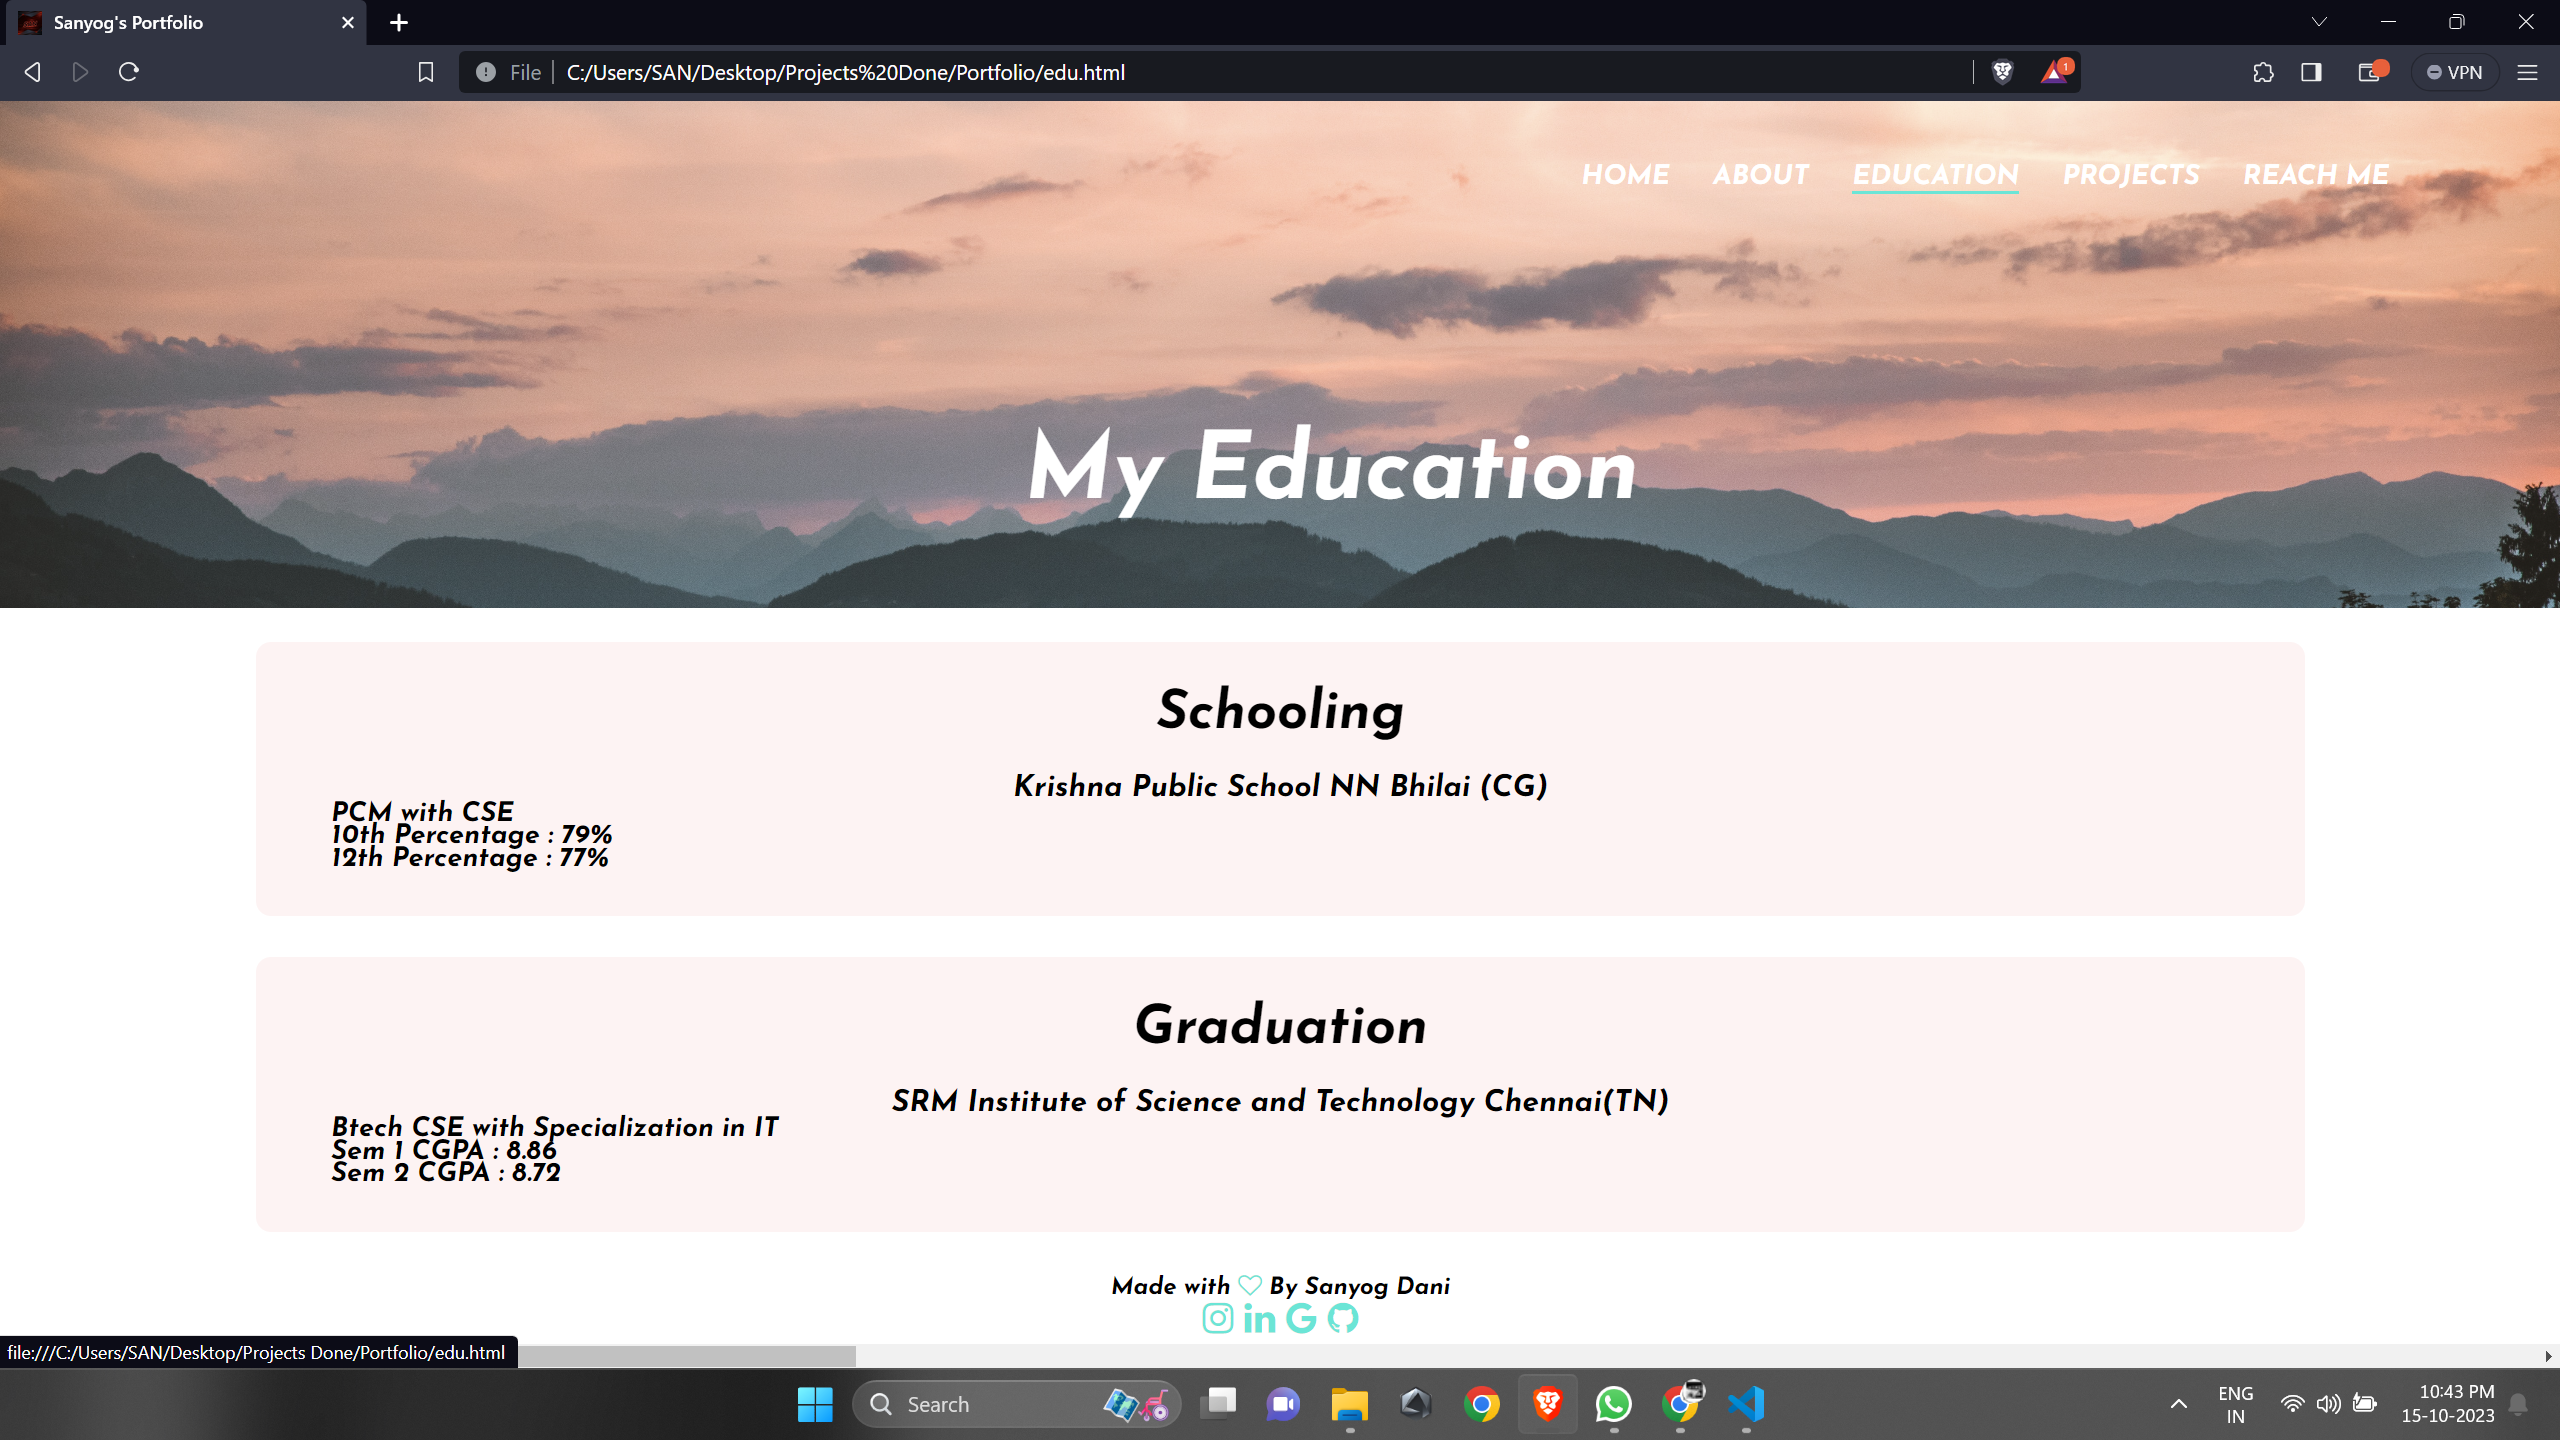 Sanyog's Portfolio
File
C:/Users/SAN/Desktop/Projects%20Done/Portfolio/edu.html
1
VPN
HOME ABOUT EDUCATION PROJECTS REACH ME
My Education
Schooling
Krishna Public School NN Bhilai (CG)
PCM with CSE
10th Percentage : 79%
12th Percentage : 77%
Graduation
SRM Institute of Science and Technology Chennai(TN)
Btech CSE with Specialization in IT
Sem 1 CGPA : 8.86
Sem 2 CGPA : 8.72
Made with By Sanyog Dani
file:///C:/Users/SAN/Desktop/Projects Done/Portfolio/edu.html
Search
ENG
IN
10:43 PM
15-10-2023